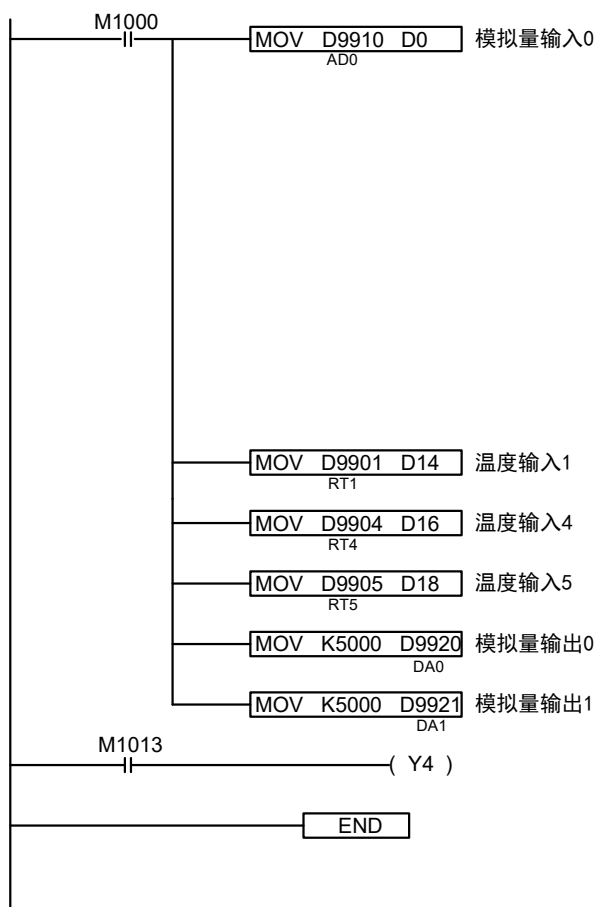 M1000
MOV D9910 D0 模拟量输入0
AD0
MOV D9901 D14 温度输入1
RT1
MOV D9904 D16 温度输入4
RT4
MOV D9905 D18 温度输入5
RT5
MOV K5000 D9920 模拟量输出0
DA0
MOV K5000 D9921 模拟量输出1
DA1
M1013
( Y4 )
END